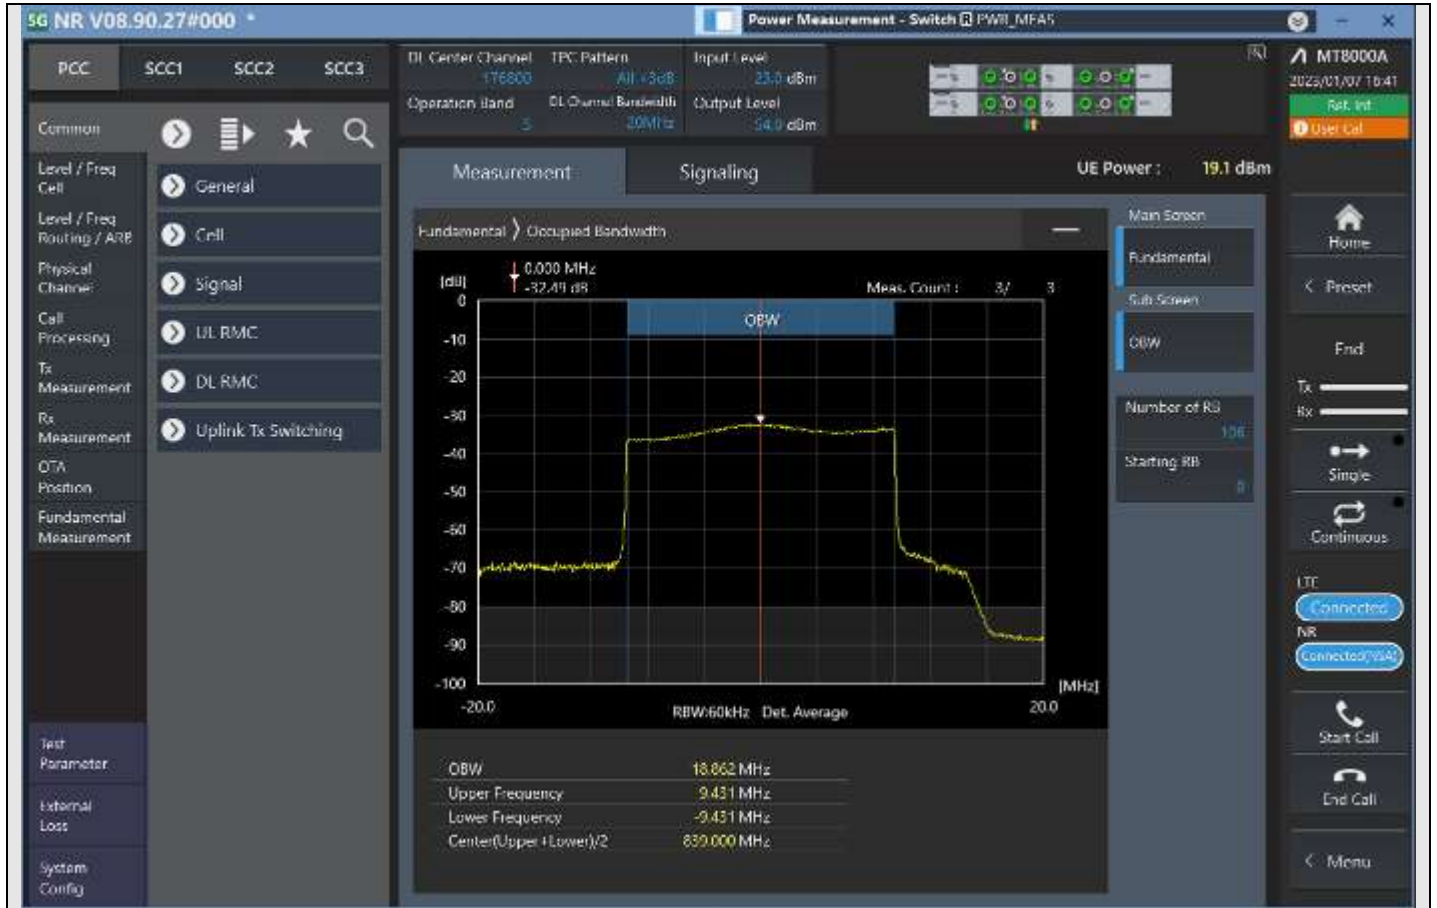 5G NR V08.90.27#000 *
Power Measurement - Switch PWR_MEAS
PCC SCC1 SCC2 SCC3
DL Center Channel
176800
TPC Pattern
All +3dB
Input Level
23.0 dBm
Operation Band
5
DL Channel Bandwidth
20MHz
Output Level
54.0 dBm
MT8000A
2023/01/07 16:41
Ref. Int
User Cal
Common
Level / Freq
Cell
Level / Freq
Routing / ARB
Physical
Channel
Call
Processing
Tx
Measurement
Rx
Measurement
OTA
Position
Fundamental
Measurement
Test
Parameter
External
Loss
System
Config
General
Cell
Signal
UL RMC
DL RMC
Uplink Tx Switching
Measurement Signaling
UE Power : 19.1 dBm
Fundamental ❭ Occupied Bandwidth
[dB]
0.000 MHz
-32.49 dB
Meas. Count : 3/ 3
OBW
0
-10
-20
-30
-40
-50
-60
-70
-80
-90
-100
-20.0
20.0
[MHz]
RBW:60kHz Det. Average
OBW 18.862 MHz
Upper Frequency 9.431 MHz
Lower Frequency -9.431 MHz
Center(Upper+Lower)/2 839.000 MHz
Main Screen
Fundamental
Sub Screen
OBW
Number of RB
106
Starting RB
0
Home
< Preset
End
Tx
Rx
Single
Continuous
LTE
Connected
NR
Connected(NSA)
Start Call
End Call
< Menu